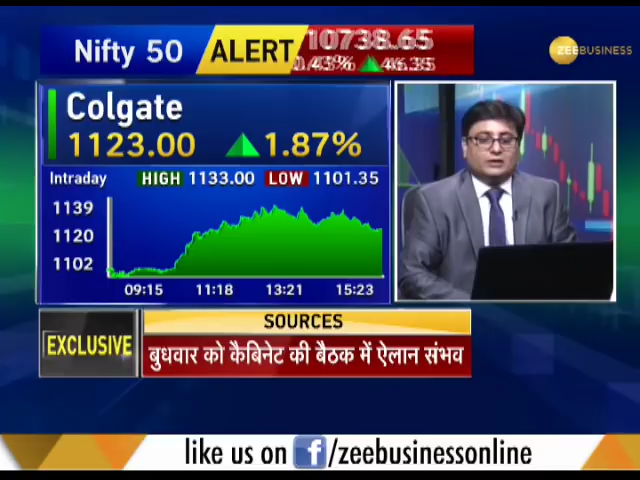 Nifty 50
ALERT
10738.65
0.43% 46.35
ZEE BUSINESS
Colgate
1123.00 1.87%
Intraday HIGH 1133.00 LOW 1101.35
1139
1120
1102
09:15 11:18 13:21 15:23
EXCLUSIVE
SOURCES
बुधवार को कैबिनेट की बैठक में ऐलान संभव
like us on f/zeebusinessonline